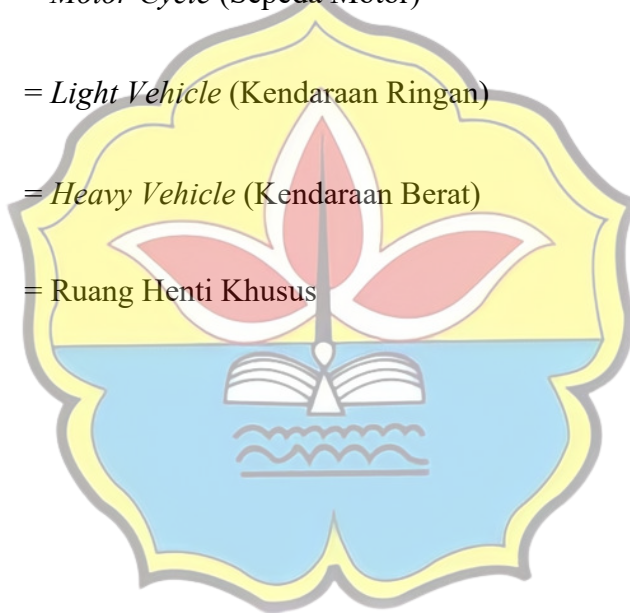 Motor Cycle (Sepeda Motor)
= Light Vehicle (Kendaraan Ringan)
= Heavy Vehicle (Kendaraan Berat)
= Ruang Henti Khusus